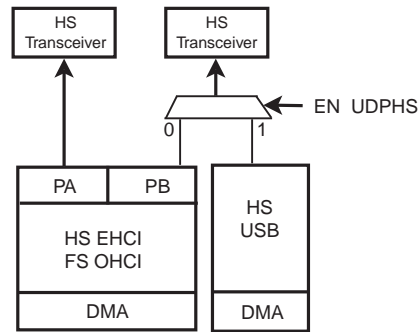 HS
Transceiver
HS
Transceiver
EN UDPHS
0
1
PA
PB
HS EHCI
FS OHCI
DMA
HS
USB
DMA